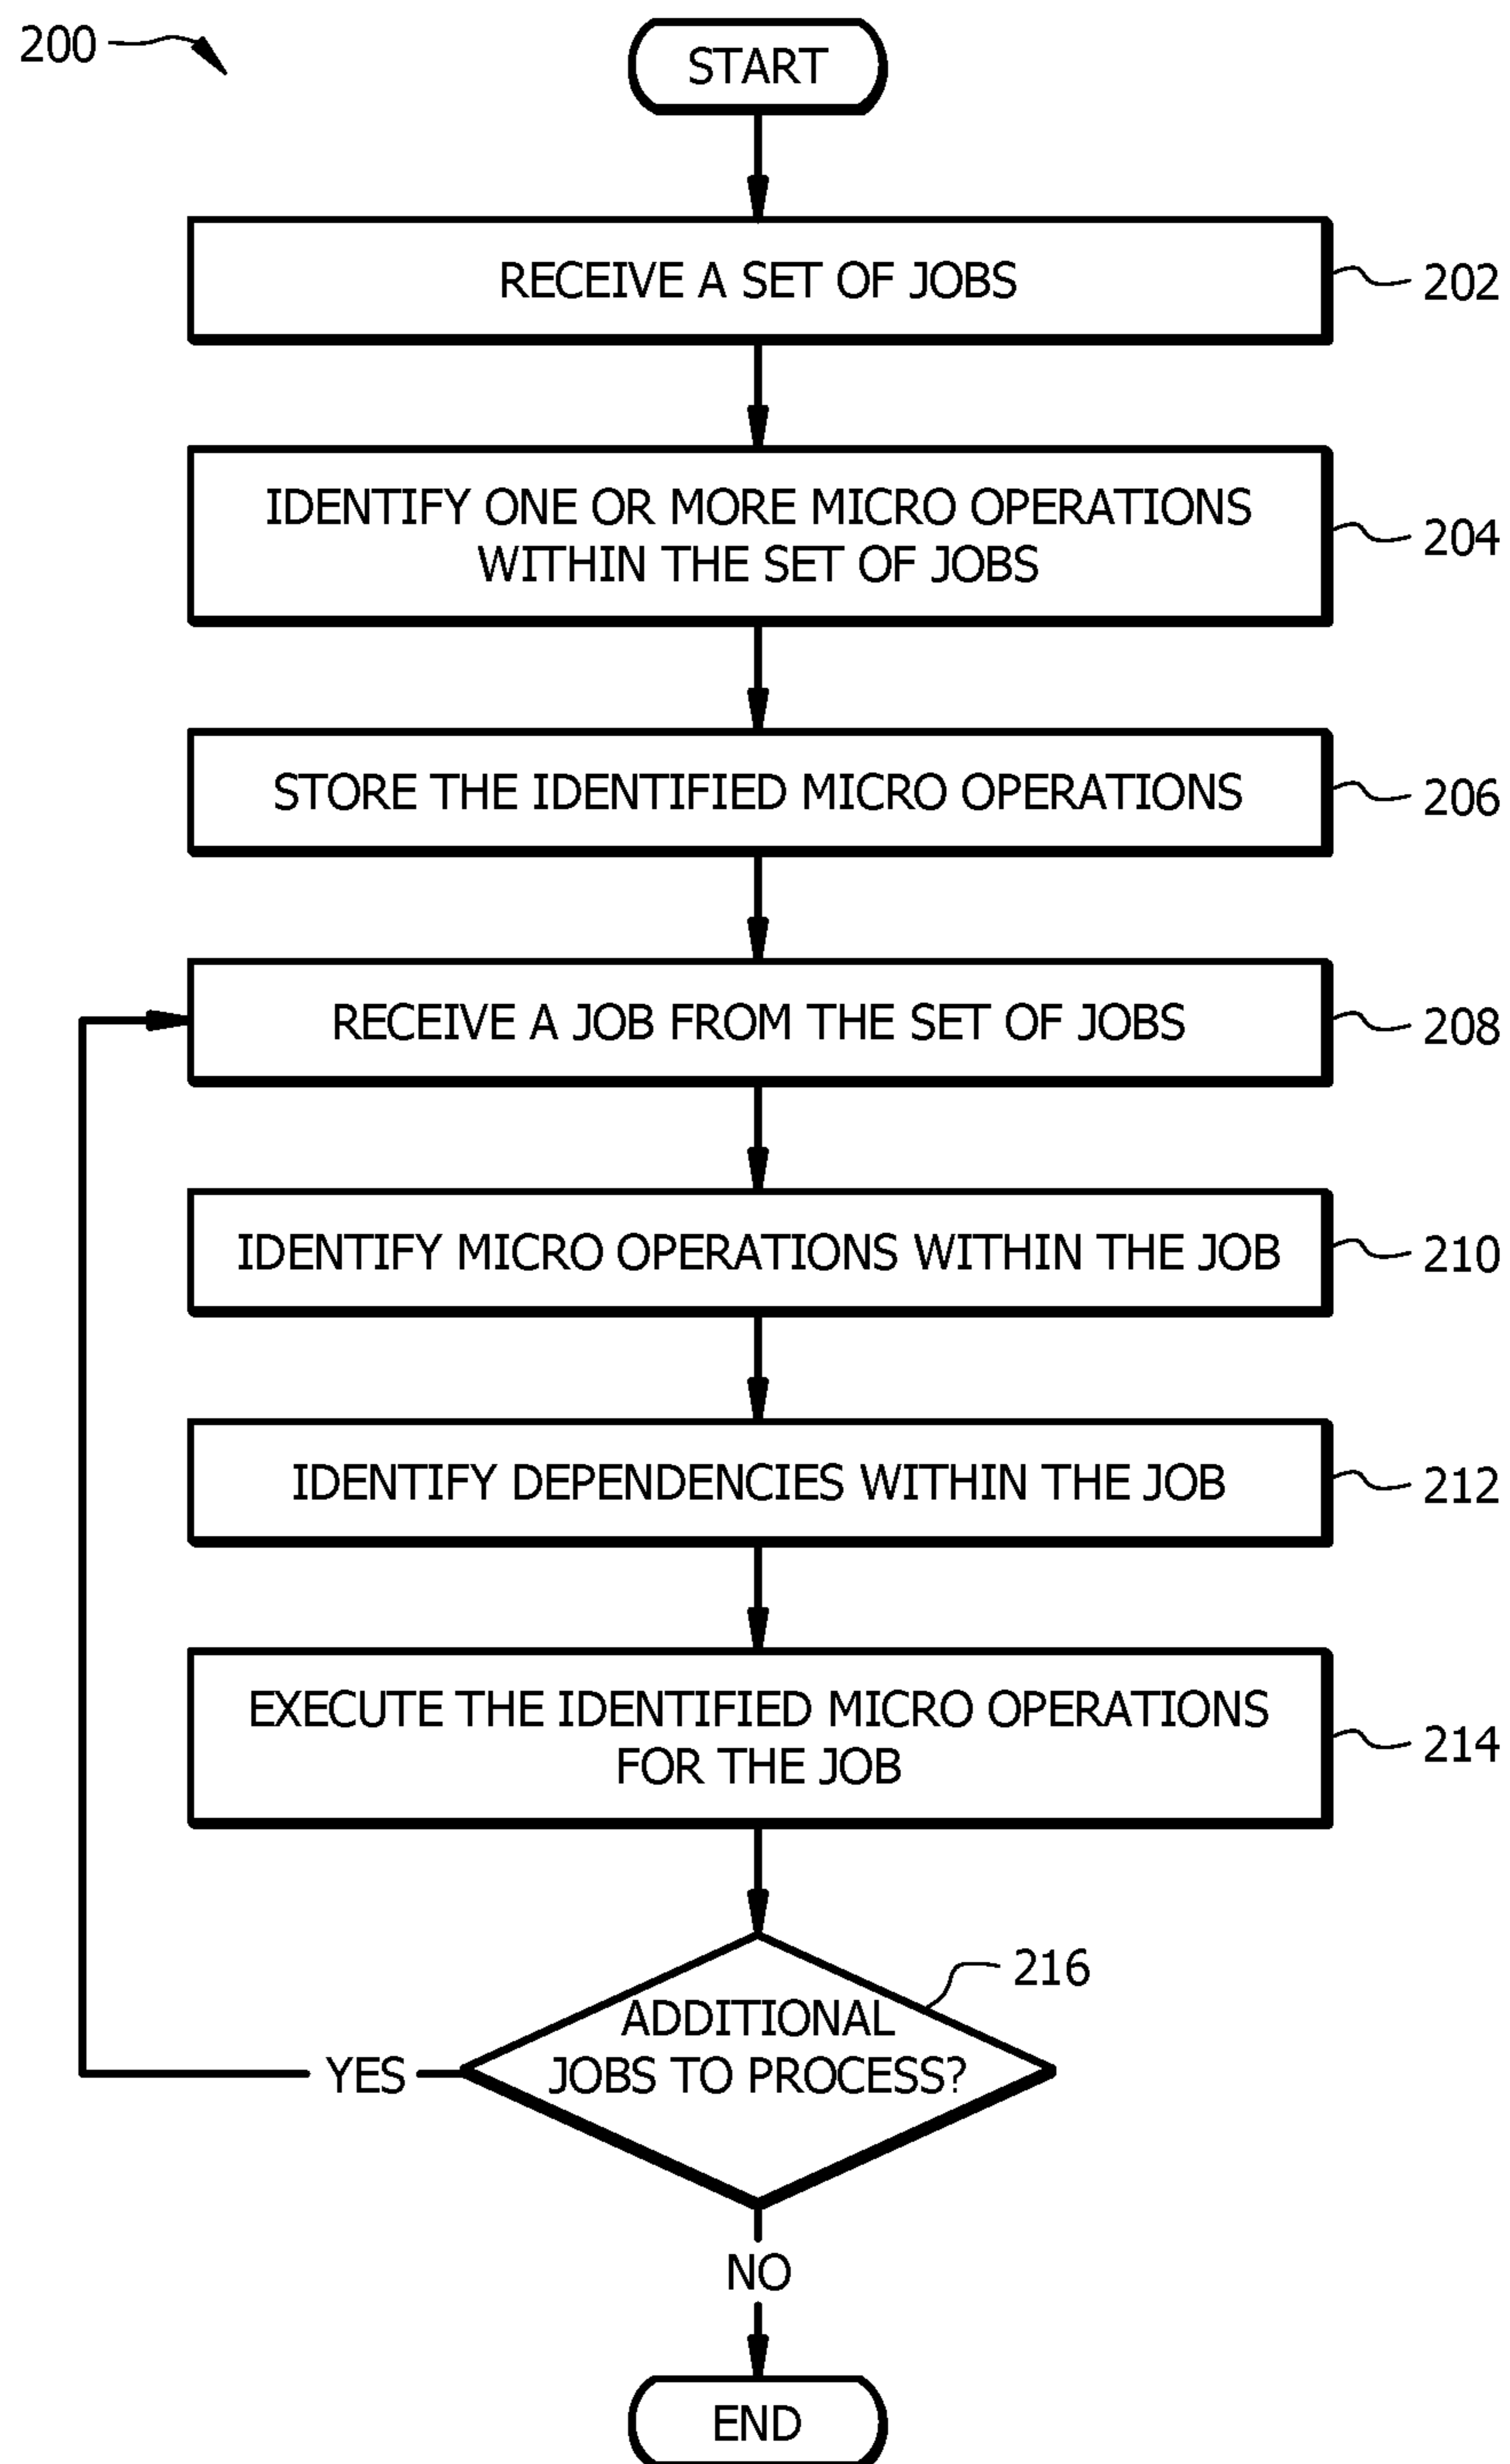 200
START
RECEIVE A SET OF JOBS
202
IDENTIFY ONE OR MORE MICRO OPERATIONS
WITHIN THE SET OF JOBS
204
STORE THE IDENTIFIED MICRO OPERATIONS
206
RECEIVE A JOB FROM THE SET OF JOBS
208
IDENTIFY MICRO OPERATIONS WITHIN THE JOB
210
IDENTIFY DEPENDENCIES WITHIN THE JOB
212
EXECUTE THE IDENTIFIED MICRO OPERATIONS
FOR THE JOB
214
216
ADDITIONAL
JOBS TO PROCESS?
YES
NO
END